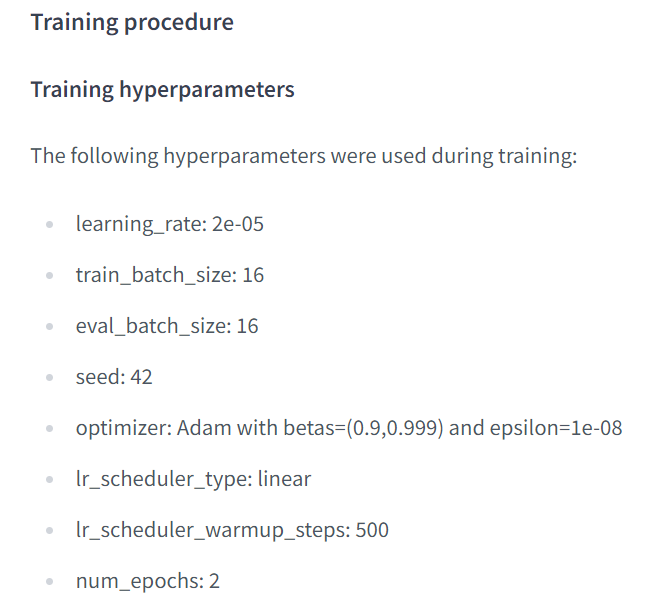 Training procedure
Training hyperparameters
The following hyperparameters were used during training:
learning_rate: 2e-05
train_batch_size: 16
eval_batch_size: 16
seed: 42
optimizer: Adam with betas=(0.9,0.999) and epsilon=1e-08
lr_scheduler_type: linear
lr_scheduler_warmup_steps: 500
num_epochs: 2